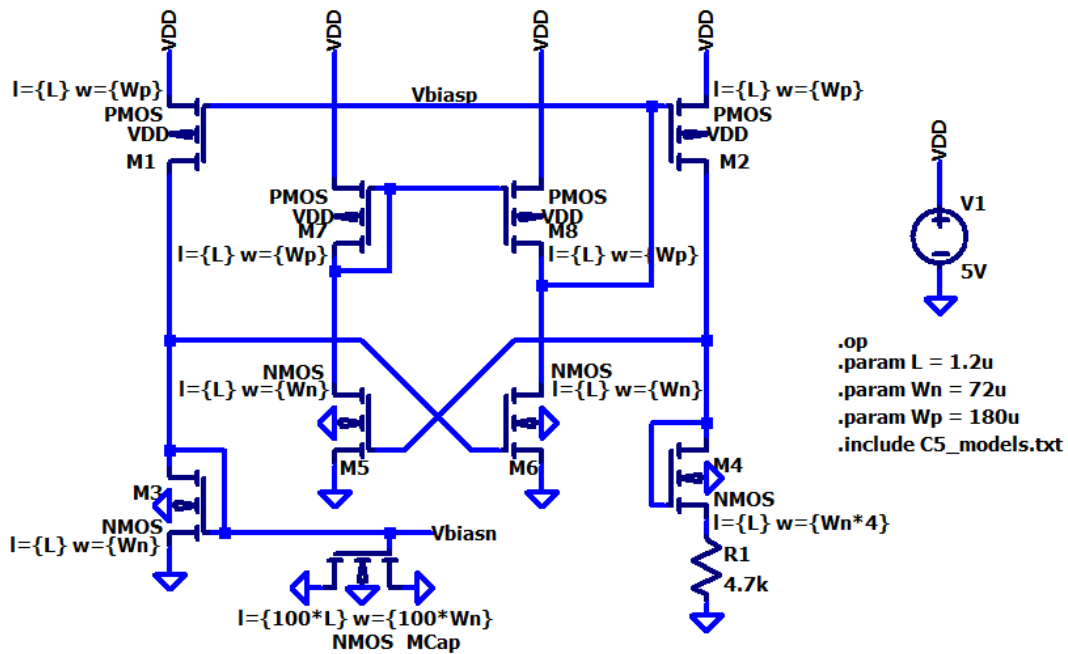 VDD
VDD
VDD
VDD
l={L} w={Wp}
PMOS
VDD
M1
Vbiasp
l={L} w={Wp}
PMOS
VDD
M2
PMOS
VDD
M7
l={L} w={Wp}
PMOS
VDD
M8
l={L} w={Wp}
VDD
V1
5V
NMOS
l={L} w={Wn}
M5
NMOS
l={L} w={Wn}
M6
M3
NMOS
l={L} w={Wn}
Vbiasn
M4
NMOS
l={L} w={Wn*4}
R1
4.7k
l={100*L} w={100*Wn}
NMOS MCap
.op
.param L = 1.2u
.param Wn = 72u
.param Wp = 180u
.include C5_models.txt